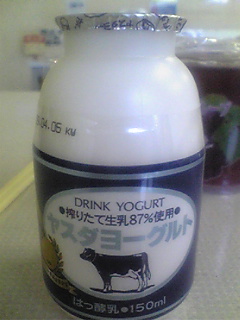 04.05 KW
DRINK YOGURT
●搾りたて生乳87%使用●
ヤスダヨーグルト
はっ酵乳●150ml